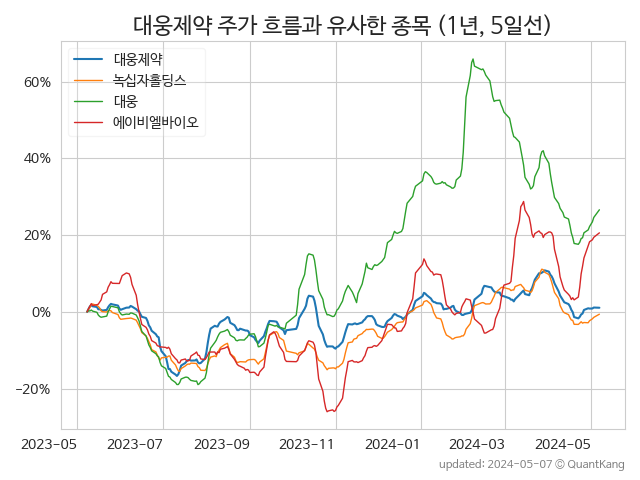 대웅제약 주가 흐름과 유사한 종목 (1년, 5일선)
대웅제약
녹십자홀딩스
대웅
에이비엘바이오
60%
40%
20%
0%
−20%
2023-05 2023-07 2023-09 2023-11 2024-01 2024-03 2024-05
updated: 2024-05-07 © QuantKang